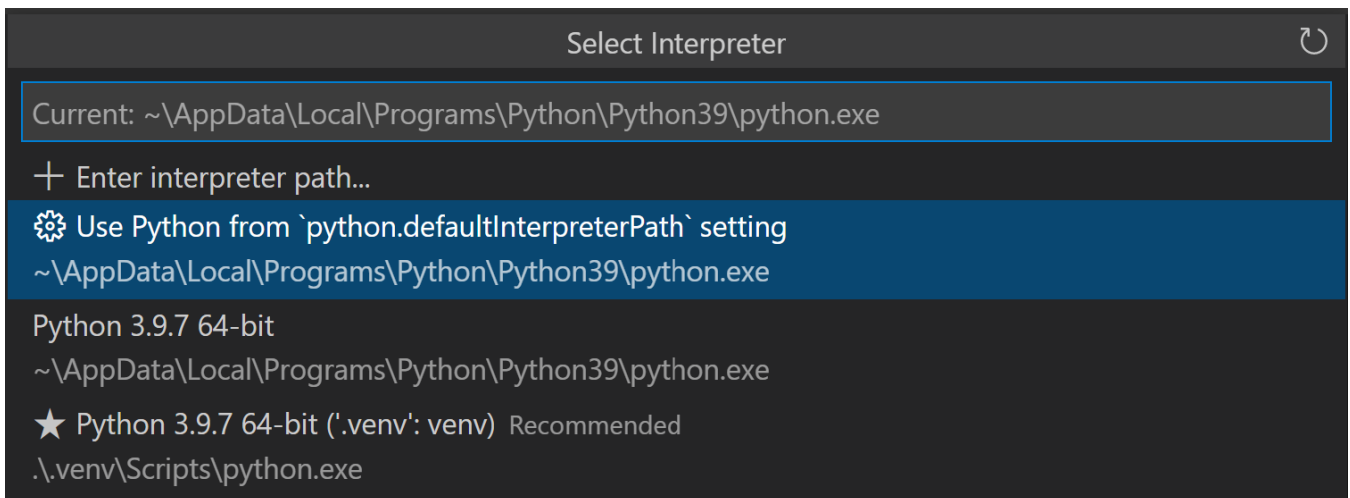 Select Interpreter
Current: ~\AppData\Local\Programs\Python\Python39\python.exe
Enter interpreter path...
Use Python from `python.defaultInterpreterPath` setting
~\AppData\Local\Programs\Python\Python39\python.exe
Python 3.9.7 64-bit
~\AppData\Local\Programs\Python\Python39\python.exe
Python 3.9.7 64-bit ('.venv': venv) Recommended
.\.venv\Scripts\python.exe